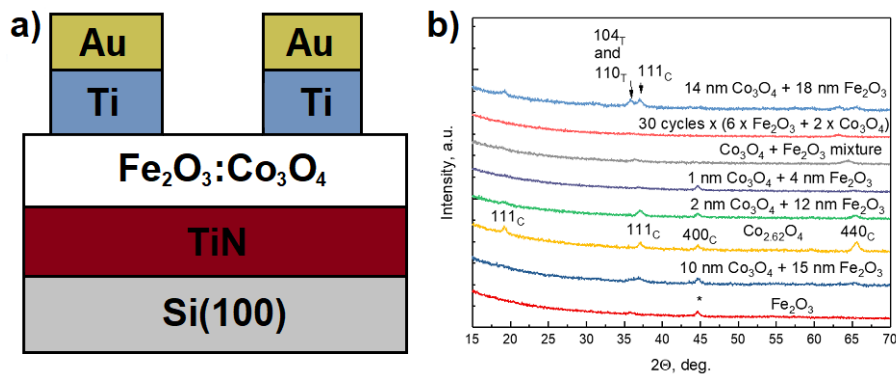 a)
Au
Au
Ti
Ti
Fe₂O₃:Co₃O₄
TiN
Si(100)
b)
104T
and
110T
111C
14 nm Co₃O₄ + 18 nm Fe₂O₃
30 cycles x (6 x Fe₂O₃ + 2 x Co₃O₄)
Co₃O₄ + Fe₂O₃ mixture
1 nm Co₃O₄ + 4 nm Fe₂O₃
2 nm Co₃O₄ + 12 nm Fe₂O₃
111C
111C
400C
Co₂.₆₂O₄
440C
10 nm Co₃O₄ + 15 nm Fe₂O₃
*
Fe₂O₃
Intensity, a.u.
15 20 25 30 35 40 45 50 55 60 65 70
2Θ, deg.